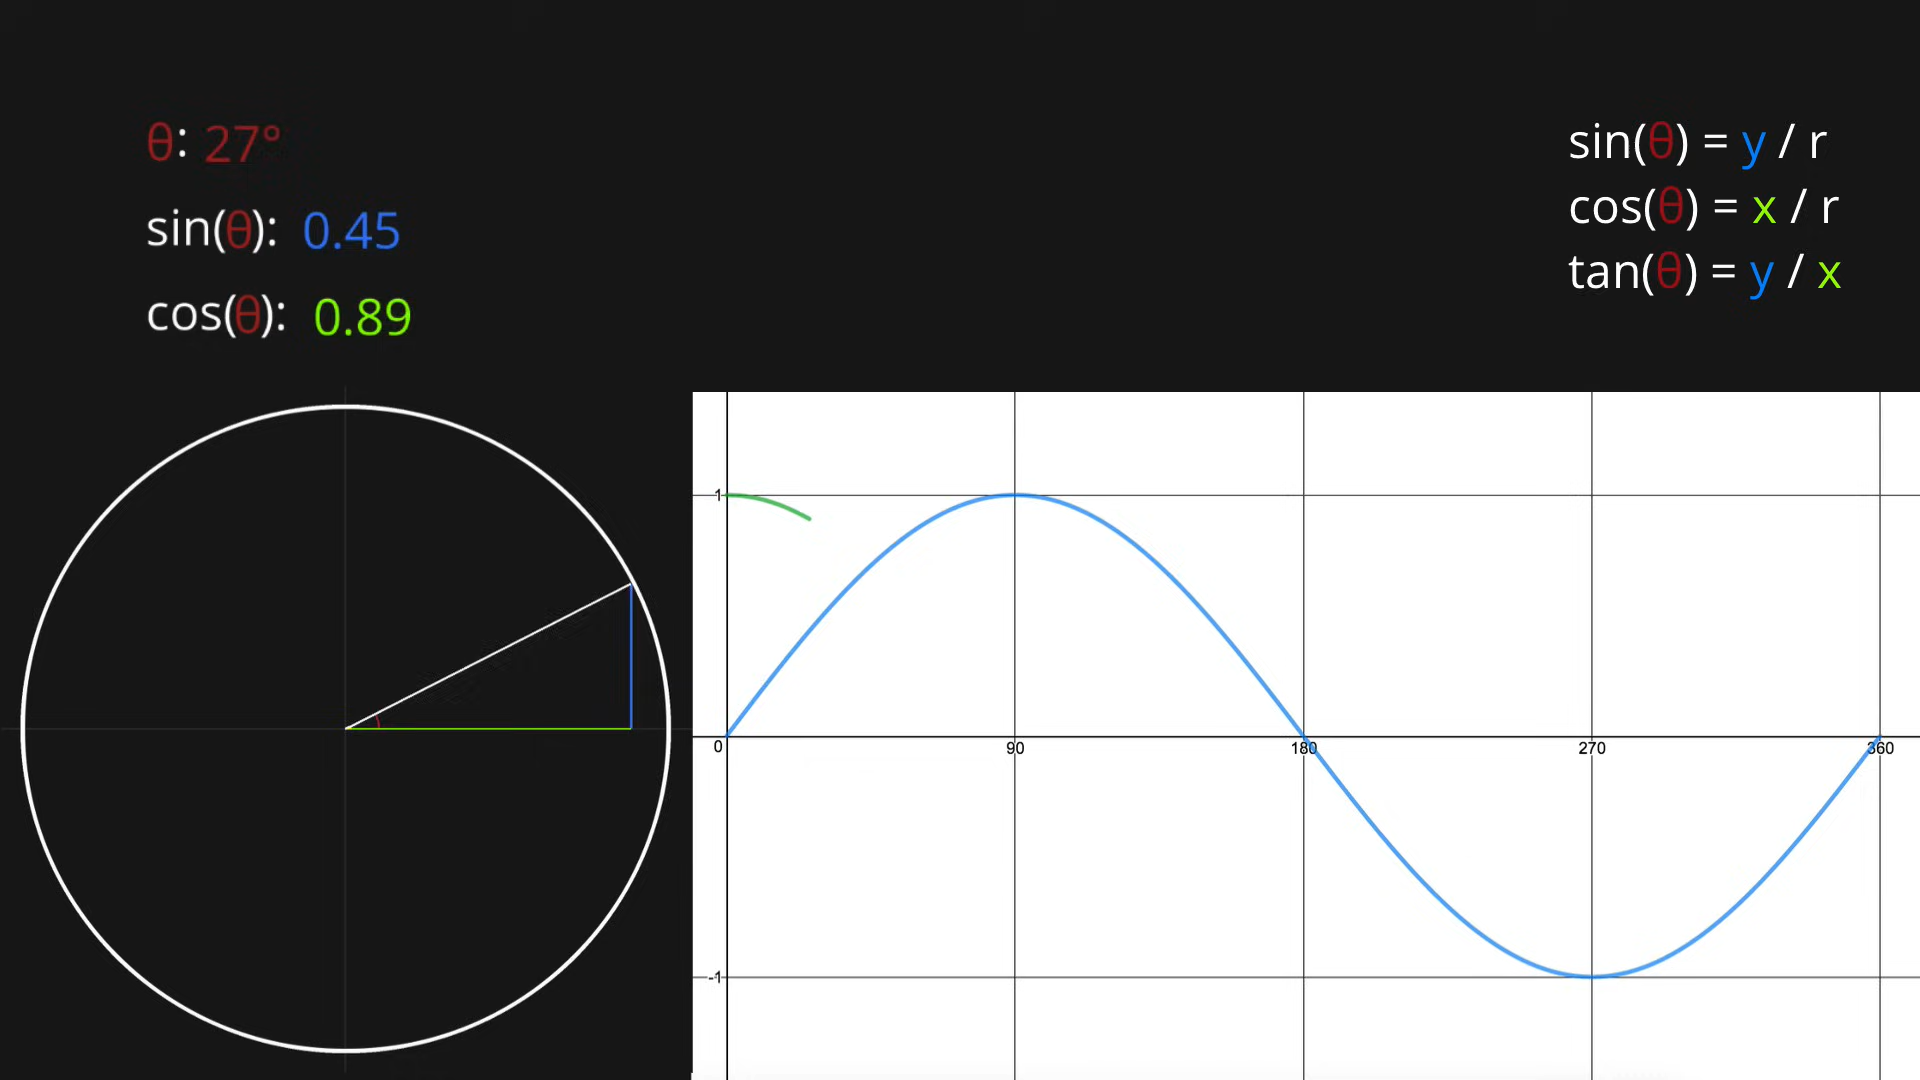 θ: 27°
sin(θ): 0.45
cos(θ): 0.89
sin(θ) = y / r
cos(θ) = x / r
tan(θ) = y / x
1
0 90 180 270 360
-1